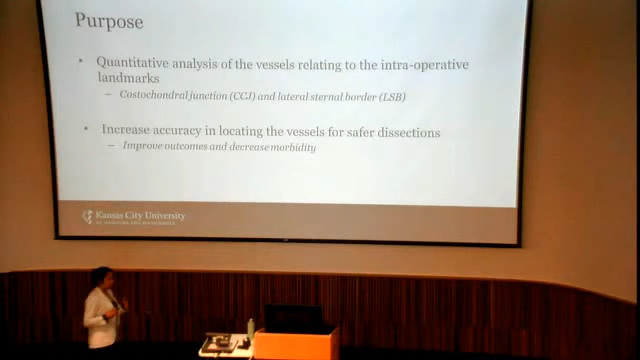 Purpose
• Quantitative analysis of the vessels relating to the intra-operative
landmarks
– Costochondral junction (CCJ) and lateral sternal border (LSB)
• Increase accuracy in locating the vessels for safer dissections
– Improve outcomes and decrease morbidity
Kansas City University